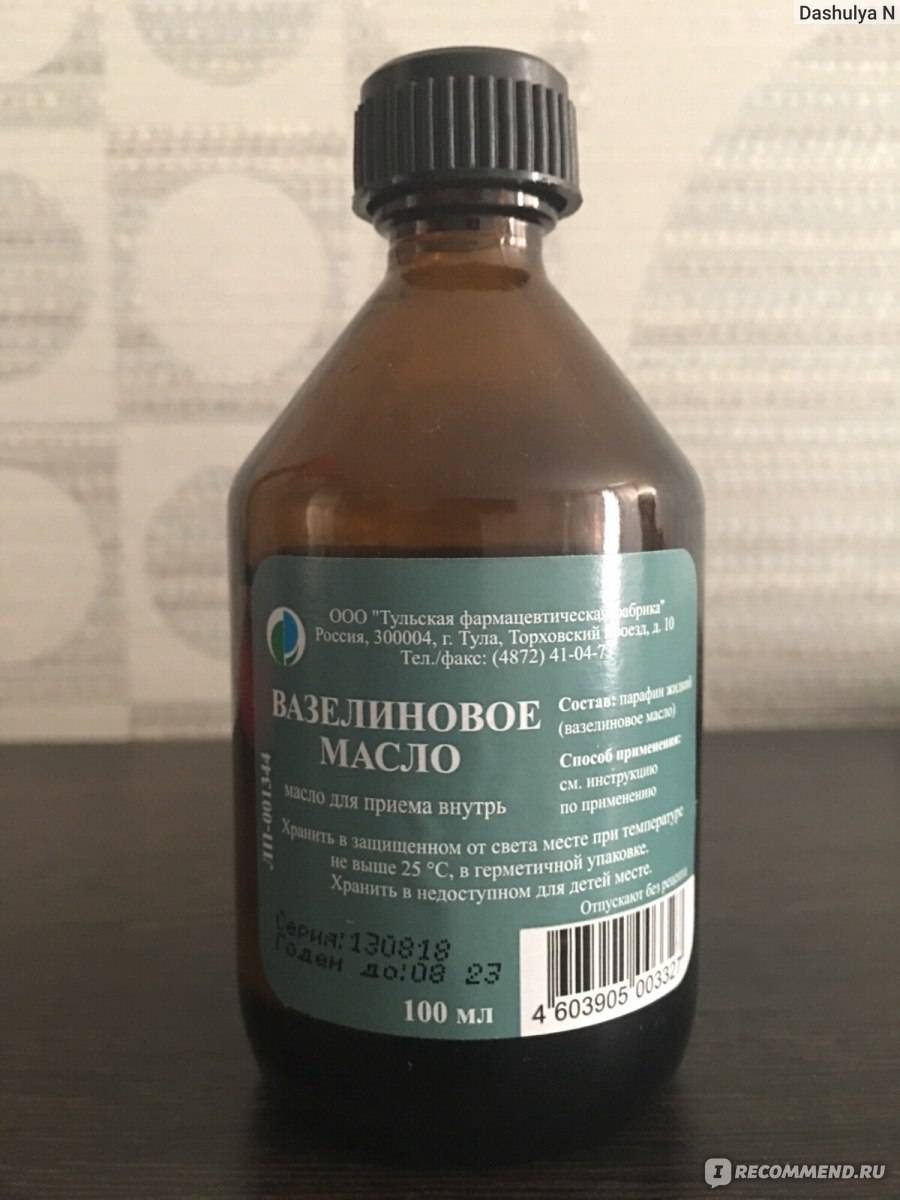 Dashulya N
ООО "Тульская фармацевтическая фабрика"
Россия, 300004, г. Тула, Торховский проезд, д. 10
Тел./факс: (4872) 41-04-7
ВАЗЕЛИНОВОЕ
МАСЛО
масло для приема внутрь
Состав: парафин жидкий
(вазелиновое масло)
Способ применения:
см. инструкцию
по применению
ЛП-001344
Хранить в защищенном от света месте при температуре
не выше 25 °С, в герметичной упаковке.
Хранить в недоступном для детей месте.
Отпускают без рецепта
Серия:130818
Годен до:08 23
100 мл
4 603905 003327
IRECOMMEND.RU